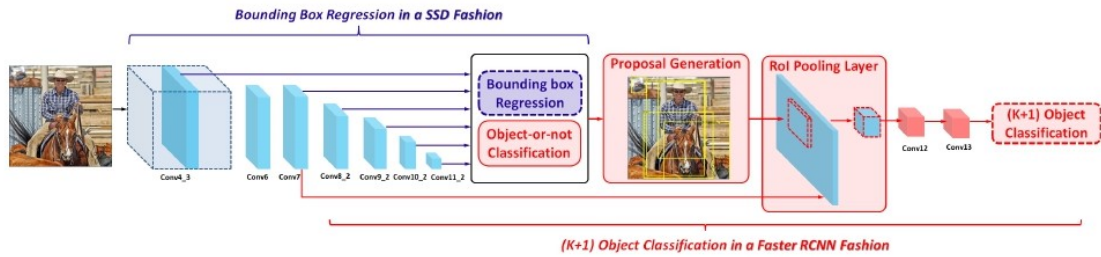 Bounding Box Regression in a SSD Fashion
Bounding box
Regression
Object-or-not
Classification
Proposal Generation
RoI Pooling Layer
(K+1) Object
Classification
Conv4_3
Conv6
Conv7
Conv8_2
Conv9_2
Conv10_2
Conv11_2
Conv12
Conv13
(K+1) Object Classification in a Faster RCNN Fashion